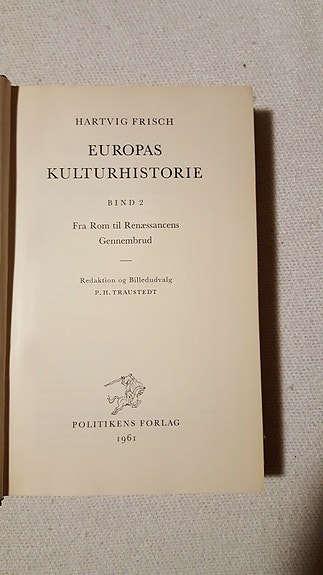 HARTVIG FRISCH
EUROPAS
KULTURHISTORIE
BIND 2
Fra Rom til Renæssancens
Gennembrud
Redaktion og Billedudvalg
P. H. TRAUSTEDT
POLITIKENS FORLAG
1961